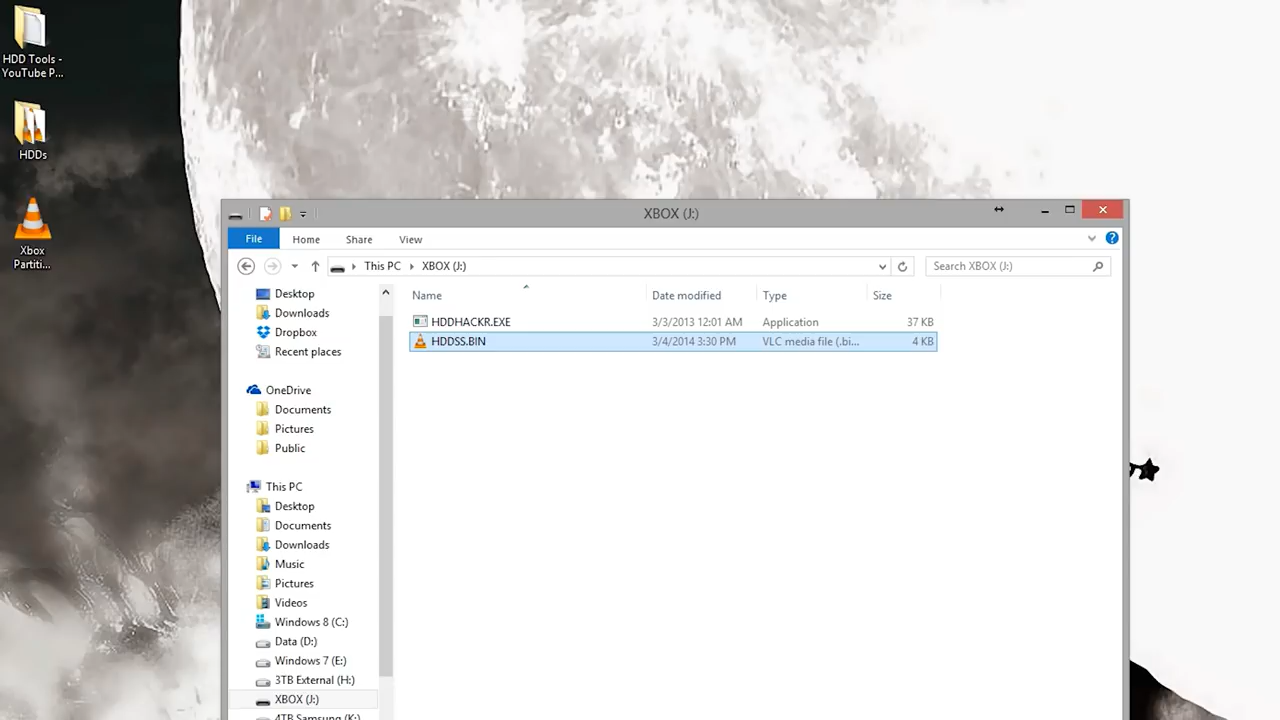 HDD Tools -
YouTube P...
HDDs
Xbox
Partiti...
XBOX (J:)
File Home Share View
This PC XBOX (J:)
Search XBOX (J:)
Name Date modified Type Size
HDDHACKR.EXE 3/3/2013 12:01 AM Application 37 KB
HDDSS.BIN 3/4/2014 3:30 PM VLC media file (.bi... 4 KB
Desktop
Downloads
Dropbox
Recent places
OneDrive
Documents
Pictures
Public
This PC
Desktop
Documents
Downloads
Music
Pictures
Videos
Windows 8 (C:)
Data (D:)
Windows 7 (E:)
3TB External (H:)
XBOX (J:)
4TB Samsung (K:)